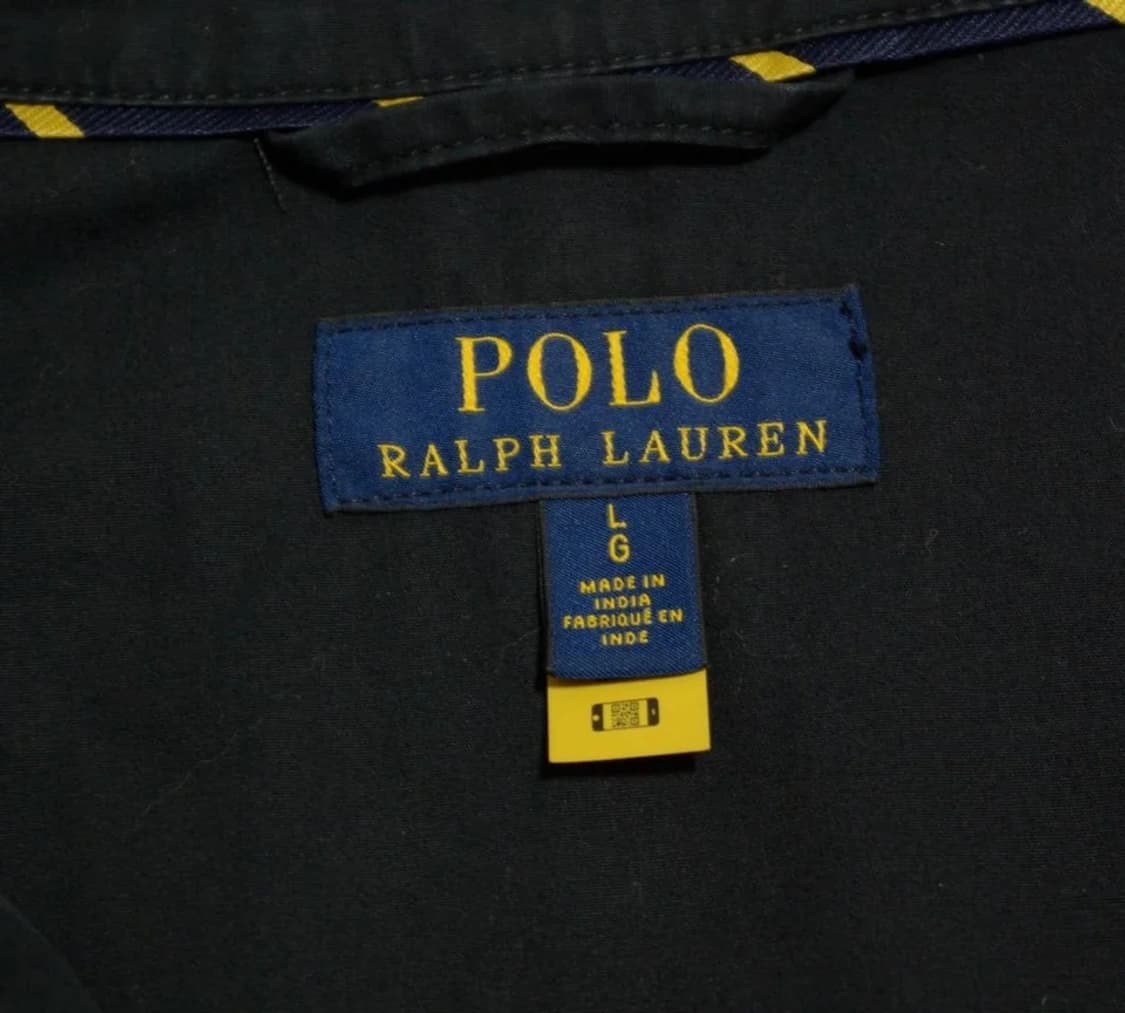 POLO
RALPH LAUREN
L
G
MADE IN
INDIA
FABRIQUÉ EN
INDE